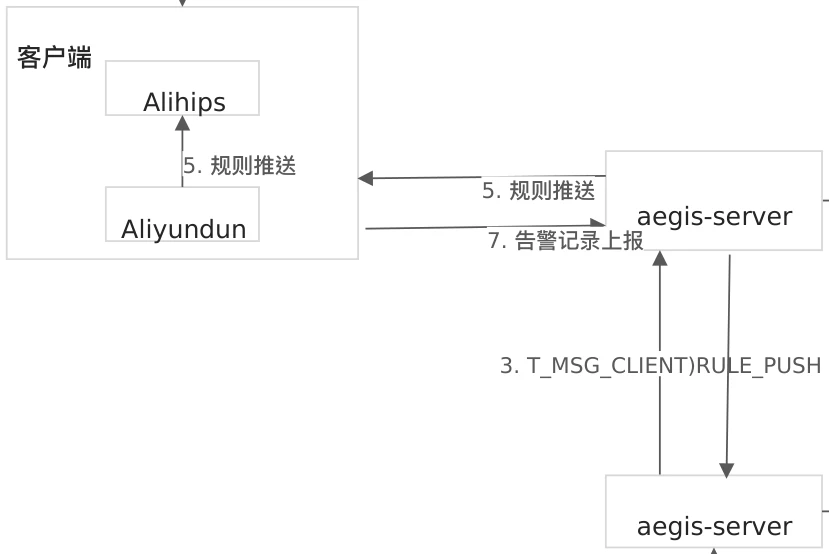 客户端
Alihips
5. 规则推送
Aliyundun
5. 规则推送
7. 告警记录上报
aegis-server
3. T_MSG_CLIENT)RULE_PUSH
aegis-server